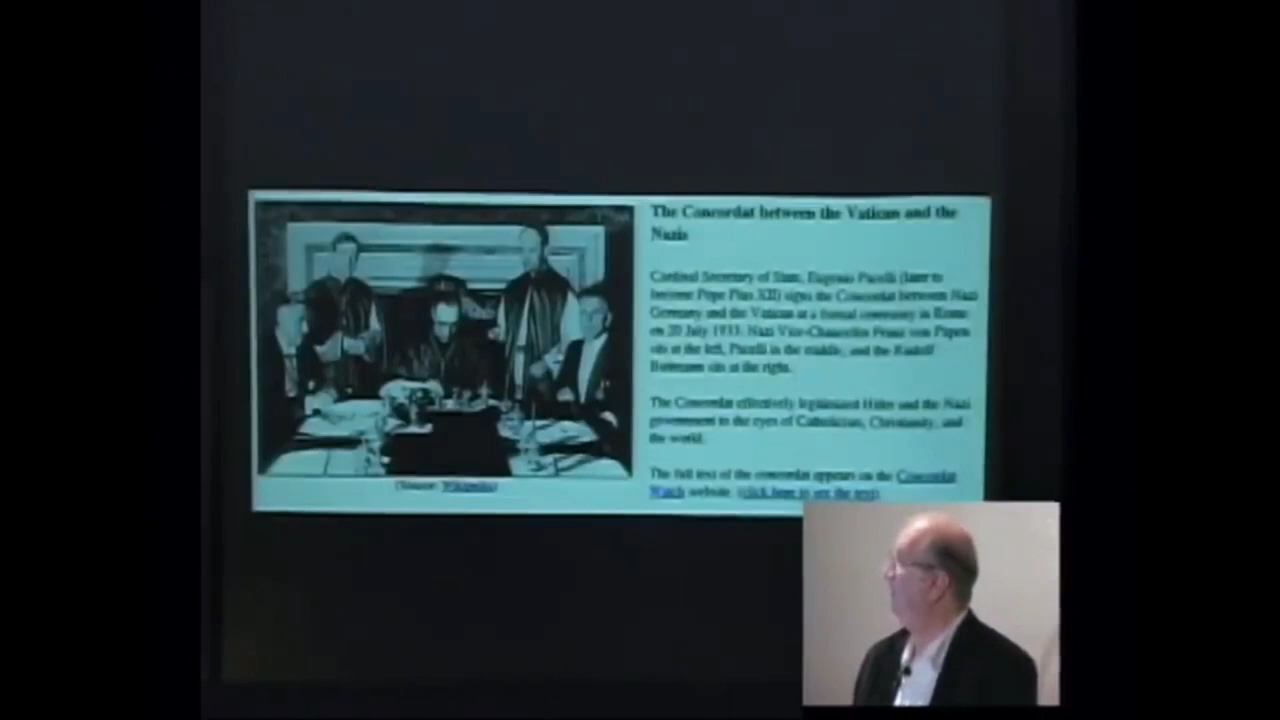 The Concordat between the Vatican and the
Nazis
Cardinal Secretary of State, Eugenio Pacelli (later to
become Pope Pius XII) signs the Concordat between Nazi
Germany and the Vatican at a formal ceremony in Rome
on 20 July 1933. Nazi Vice-Chancellor Franz von Papen
sits at the left, Pacelli in the middle, and the Rudolf
Buttmann sits at the right.
The Concordat effectively legitimized Hitler and the Nazi
government to the eyes of Catholicism, Christianity, and
the world.
The full text of the concordat appears on the Concordat
Watch website. (click here to see the text).
(Source: Wikipedia)